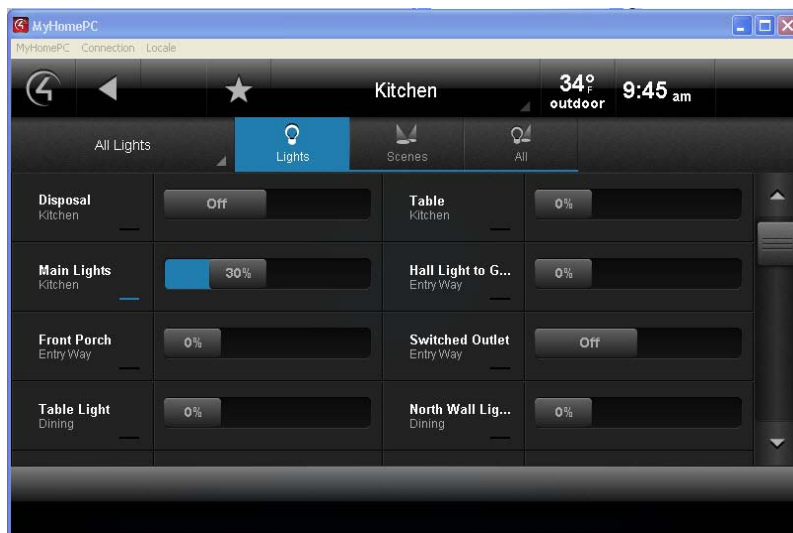 MyHomePC
MyHomePC Connection Locale
Kitchen
34°F
outdoor
9:45 am
All Lights
Lights
Scenes
All
Disposal
Kitchen
Off
Table
Kitchen
0%
Main Lights
Kitchen
30%
Hall Light to G...
Entry Way
0%
Front Porch
Entry Way
0%
Switched Outlet
Entry Way
Off
Table Light
Dining
0%
North Wall Lig...
Dining
0%